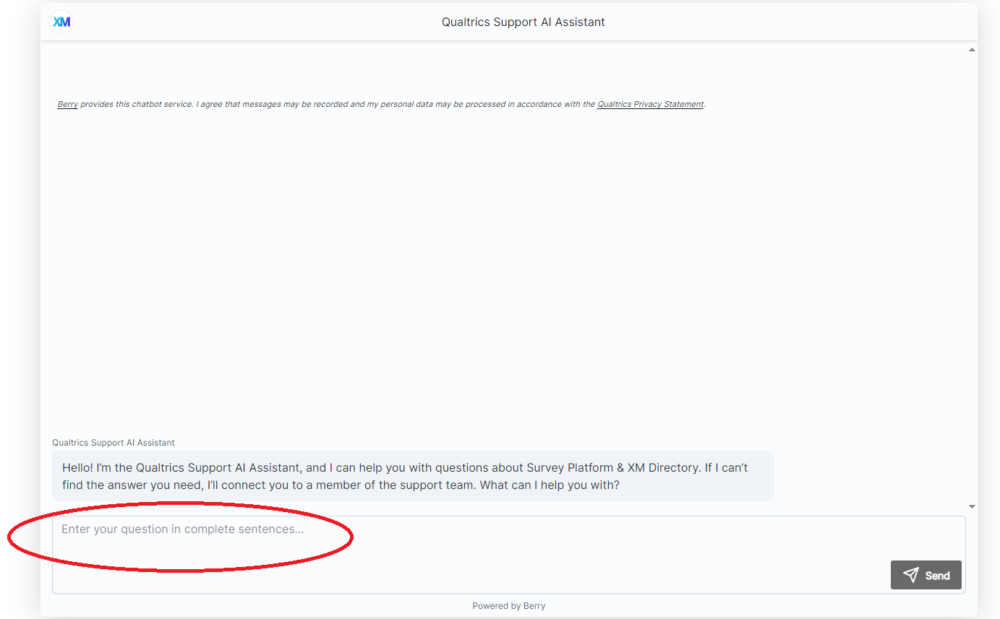 XM
Qualtrics Support AI Assistant
Berry provides this chatbot service. I agree that messages may be recorded and my personal data may be processed in accordance with the Qualtrics Privacy Statement.
Qualtrics Support AI Assistant
Hello! I’m the Qualtrics Support AI Assistant, and I can help you with questions about Survey Platform & XM Directory. If I can’t
find the answer you need, I’ll connect you to a member of the support team. What can I help you with?
Enter your question in complete sentences...
Send
Powered by Berry